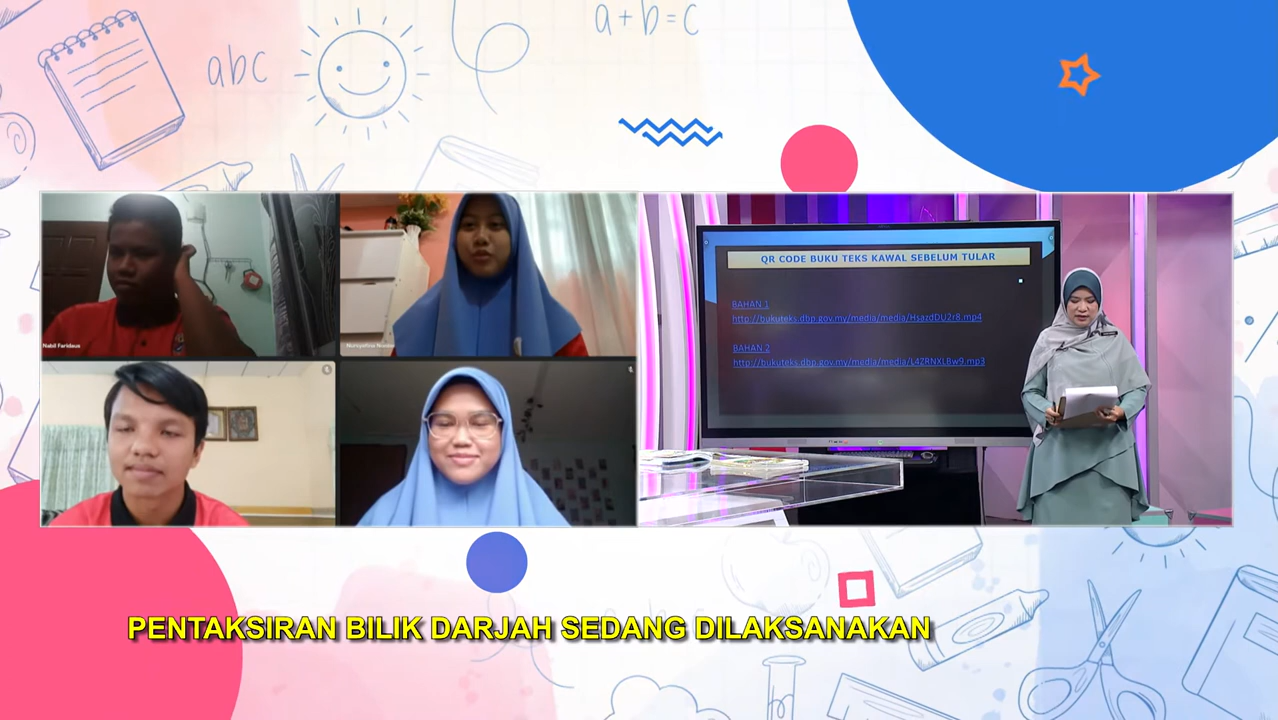 a+b=c
abc
QR CODE BUKU TEKS KAWAL SEBELUM TULAR
BAHAN 1
http://bukuteks.dbp.gov.my/media/media/HsazdDU2r8.mp4
BAHAN 2
http://bukuteks.dbp.gov.my/media/media/L4ZRNXLBw9.mp3
Nabil Faridaus
PENTAKSIRAN BILIK DARJAH SEDANG DILAKSANAKAN